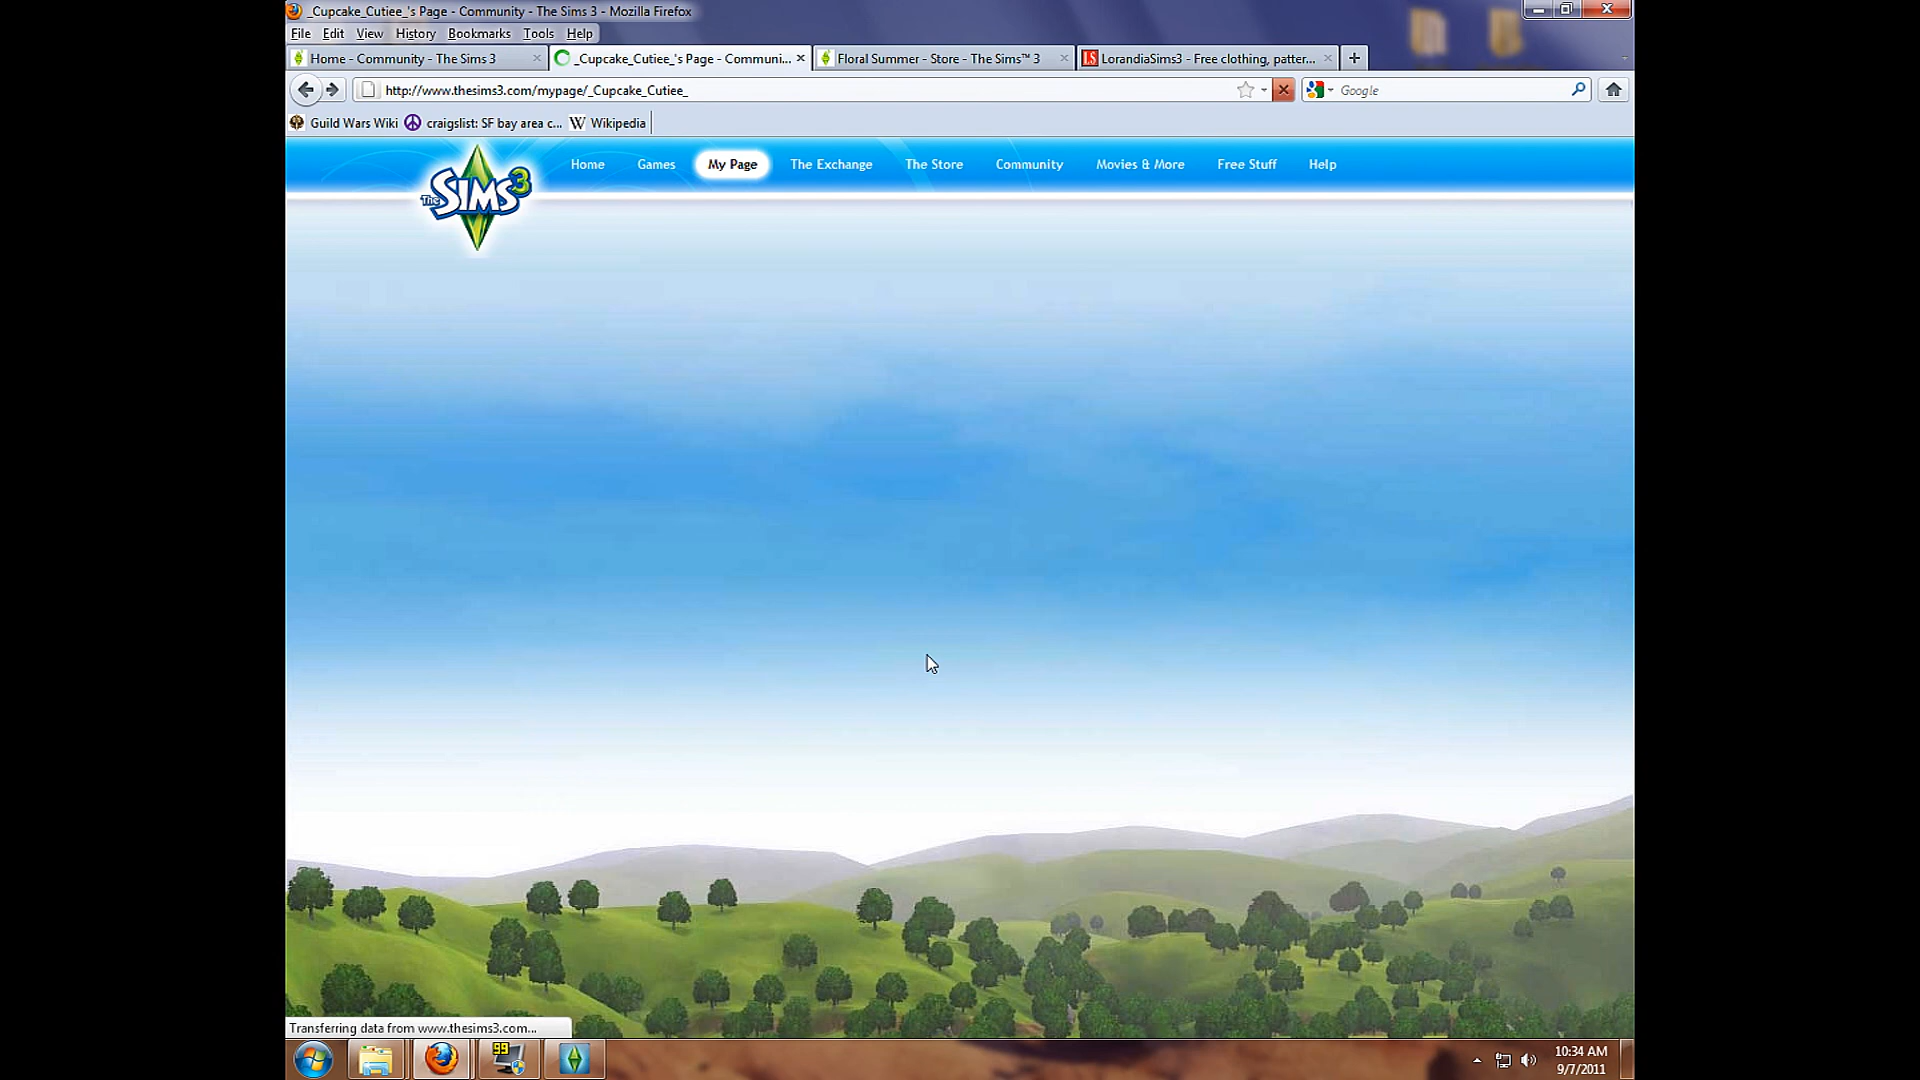 _Cupcake_Cutiee_'s Page - Community - The Sims 3 - Mozilla Firefox
File Edit View History Bookmarks Tools Help
Home - Community - The Sims 3
_Cupcake_Cutiee_'s Page - Communi...
Floral Summer - Store - The Sims™ 3
LS LorandiaSims3 - Free clothing, patter...
http://www.thesims3.com/mypage/_Cupcake_Cutiee_
Google
Guild Wars Wiki craigslist: SF bay area c... W Wikipedia
The SIMS 3
Home Games My Page The Exchange The Store Community Movies & More Free Stuff Help
Transferring data from www.thesims3.com...
99
10:34 AM
9/7/2011